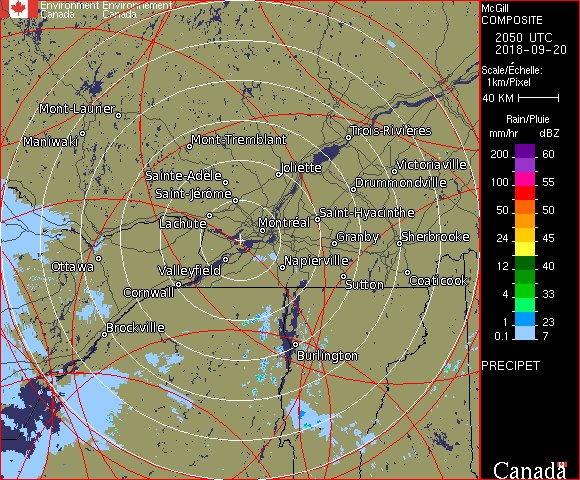 Environment Environnement
Canada Canada
McGill
COMPOSITE
2050 UTC
2018-09-20
Scale/Échelle:
1km/Pixel
40 KM
Rain/Pluie
mm/hr dBZ
200 60
100 55
50 50
24 45
12 40
4 33
1 23
0.1 7
PRECIPET
Canada
Mont-Laurier
Maniwaki
Mont-Tremblant
Trois-Rivières
Sainte-Adèle
Joliette
Victoriaville
Saint-Jérôme
Drummondville
Lachute
Montréal
Saint-Hyacinthe
Granby
Sherbrooke
Ottawa
Valleyfield
Napierville
Cornwall
Sutton
Coaticook
Brockville
Burlington